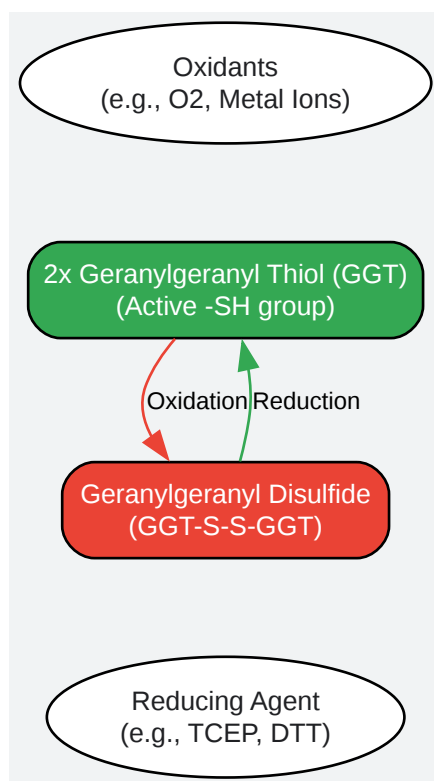 Oxidants
(e.g., O2, Metal Ions)
2x Geranylgeranyl Thiol (GGT)
(Active -SH group)
Oxidation
Reduction
Geranylgeranyl Disulfide
(GGT-S-S-GGT)
Reducing Agent
(e.g., TCEP, DTT)